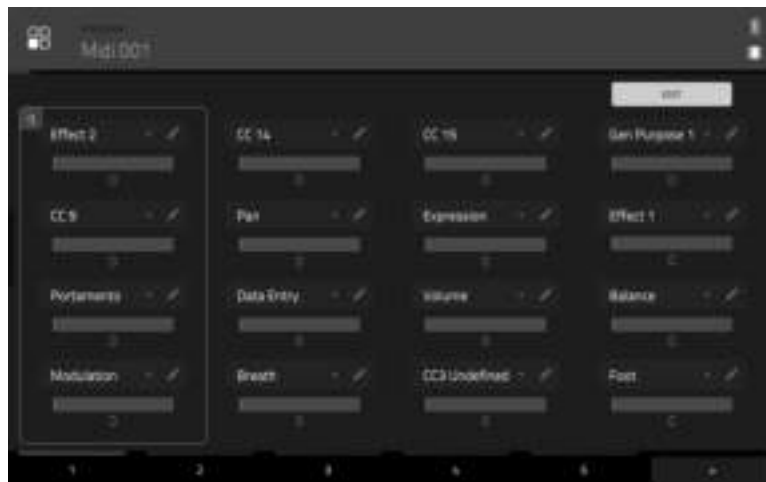 Midi 001
1
Effect 2 CC 14 CC 15 Gen Purpose 1
CC 9 Pan Expression Effect 1
Portamento Data Entry Volume Balance
Modulation Breath CC3 Undefined Foot
1 2 3 4 5